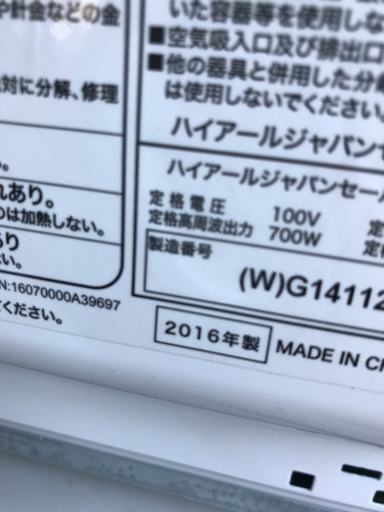 や針金などの金
絶対に分解、修理
れあり。
のは加熱しない。
N:16070000A39697
ください。
いた容器等を使用しな
■空気吸入口及び排出口
■他の器具と併用した分
は使用しないでください
ハイアールジャパンセ
ハイアールジャパンセール
定格電圧 100V 定
定格高周波出力 700W 定
製造番号
(W)G14112
2016年製 MADE IN C